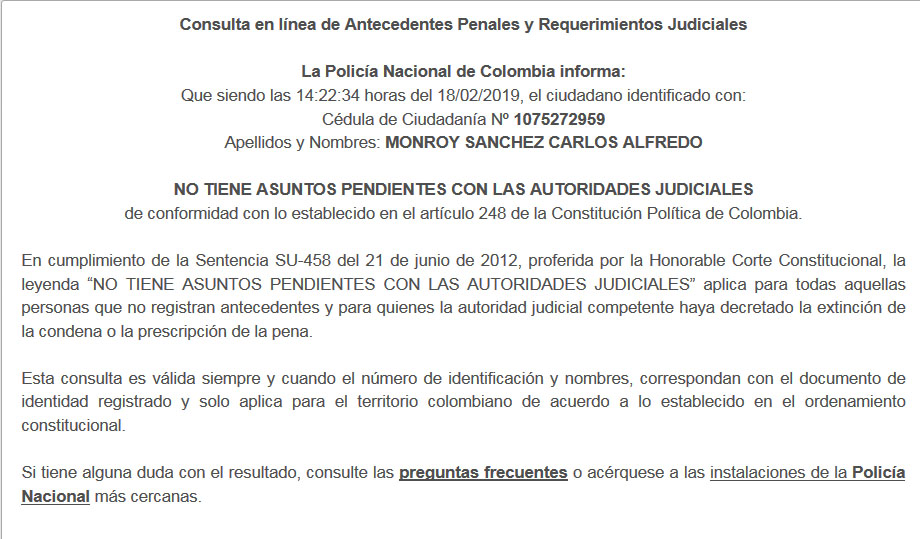 Consulta en línea de Antecedentes Penales y Requerimientos Judiciales
La Policía Nacional de Colombia informa:
Que siendo las 14:22:34 horas del 18/02/2019, el ciudadano identificado con:
Cédula de Ciudadanía Nº 1075272959
Apellidos y Nombres: MONROY SANCHEZ CARLOS ALFREDO
NO TIENE ASUNTOS PENDIENTES CON LAS AUTORIDADES JUDICIALES
de conformidad con lo establecido en el artículo 248 de la Constitución Política de Colombia.
En cumplimiento de la Sentencia SU-458 del 21 de junio de 2012, proferida por la Honorable Corte Constitucional, la
leyenda “NO TIENE ASUNTOS PENDIENTES CON LAS AUTORIDADES JUDICIALES” aplica para todas aquellas
personas que no registran antecedentes y para quienes la autoridad judicial competente haya decretado la extinción de
la condena o la prescripción de la pena.
Esta consulta es válida siempre y cuando el número de identificación y nombres, correspondan con el documento de
identidad registrado y solo aplica para el territorio colombiano de acuerdo a lo establecido en el ordenamiento
constitucional.
Si tiene alguna duda con el resultado, consulte las preguntas frecuentes o acérquese a las instalaciones de la Policía
Nacional más cercanas.